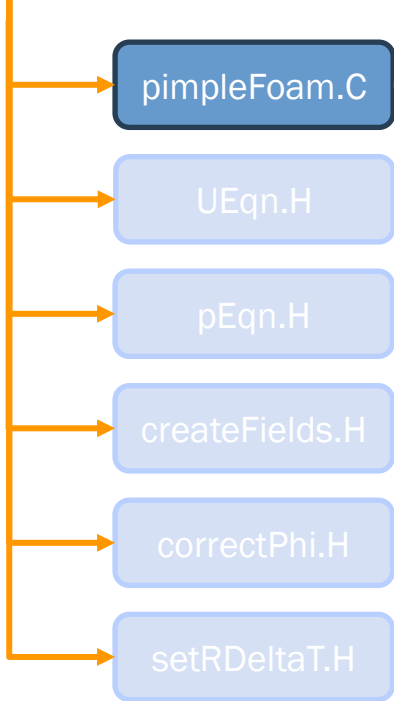 pimpleFoam.C
UEqn.H
pEqn.H
createFields.H
correctPhi.H
setRDeltaT.H